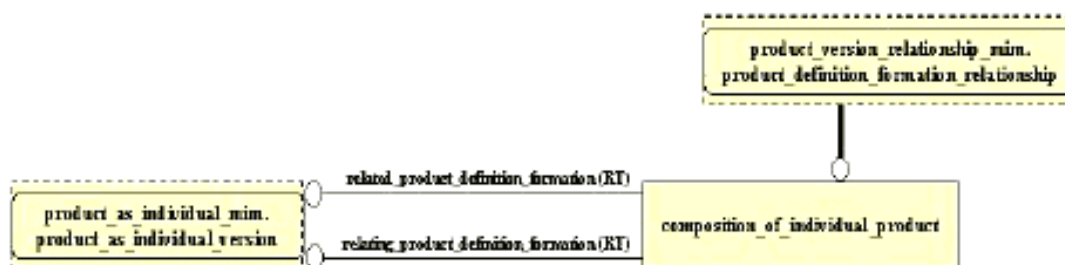 product_version_relationship_mim.
product_definition_formation_relationship
related_product_definition_formation (RT)
product_as_individual_mim.
product_as_individual_version
composition_of_individual_product
relating_product_definition_formation (RT)